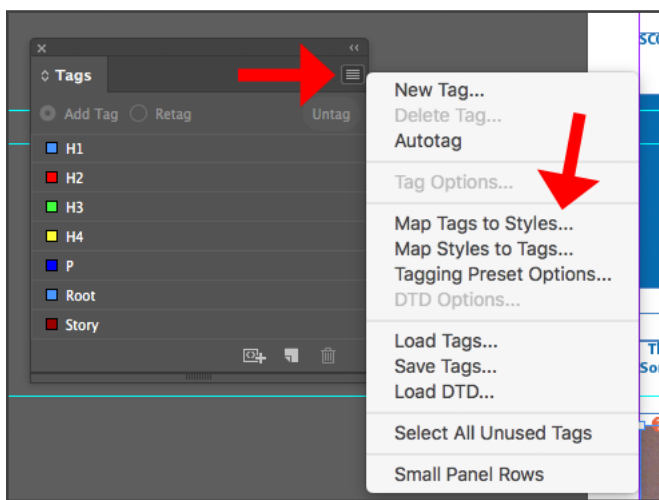 Tags
Add Tag
Retag
Untag
H1
H2
H3
H4
P
Root
Story
New Tag...
Delete Tag...
Autotag
Tag Options...
Map Tags to Styles...
Map Styles to Tags...
Tagging Preset Options...
DTD Options...
Load Tags...
Save Tags...
Load DTD...
Select All Unused Tags
Small Panel Rows